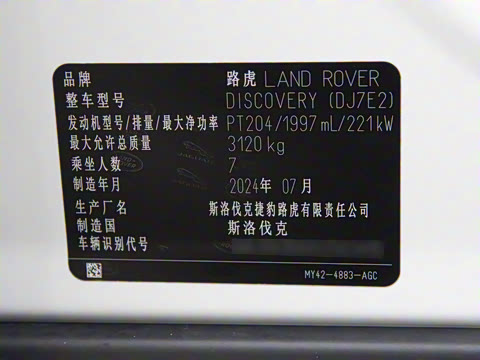 品牌 路虎 LAND ROVER
整车型号 DISCOVERY (DJ7E2)
发动机型号/排量/最大净功率 PT204/1997mL/221kW
最大允许总质量 3120kg
乘坐人数 7
制造年月 2024年 07月
生产厂名 斯洛伐克捷豹路虎有限责任公司
制造国 斯洛伐克
车辆识别代号
MY42-4883-AGC